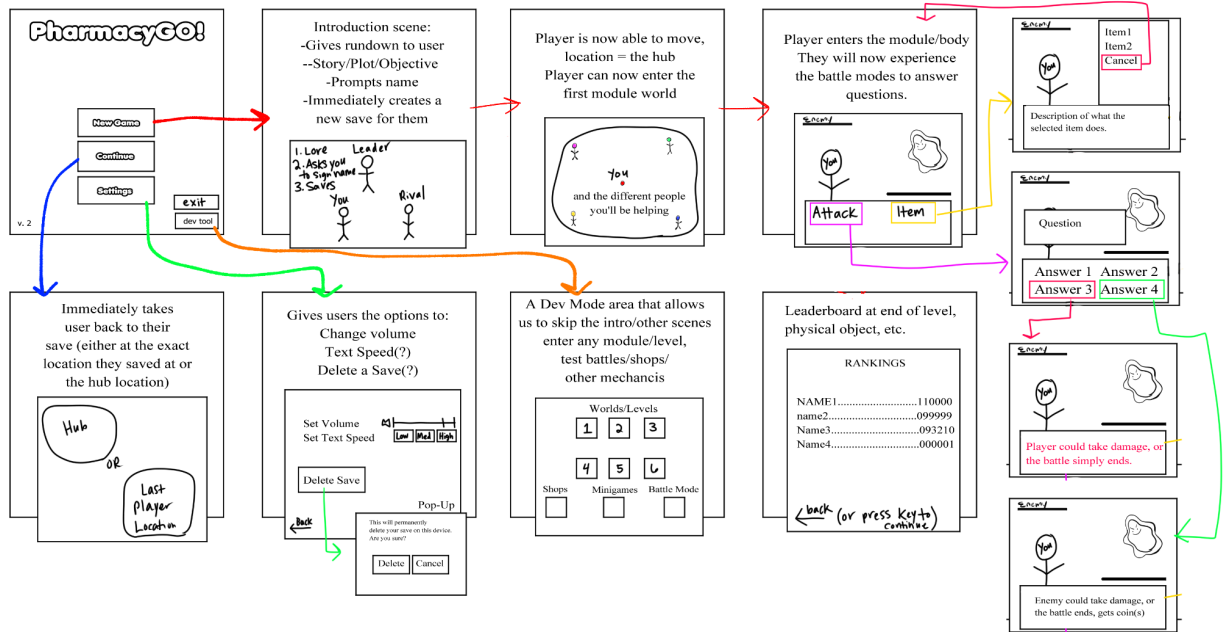 PharmacyGO!
New Game
Continue
Settings
exit
dev tool
v. 2
Introduction scene:
-Gives rundown to user
--Story/Plot/Objective
-Prompts name
-Immediately creates a
new save for them
1. Lore
2. Asks you
to sign name
3. Saves
Leader
You
Rival
Player is now able to move,
location = the hub
Player can now enter the
first module world
You
and the different people
you'll be helping
Player enters the module/body
They will now experience
the battle modes to answer
questions.
Enemy
You
Attack
Item
Enemy
You
Item1
Item2
Cancel
Description of what the
selected item does.
Enemy
Question
Answer 1 Answer 2
Answer 3 Answer 4
Enemy
You
Player could take damage, or
the battle simply ends.
Enemy
You
Enemy could take damage, or
the battle ends, gets coin(s)
Immediately takes
user back to their
save (either at the exact
location they saved at or
the hub location)
Hub
OR
Last
Player
Location
Gives users the options to:
Change volume
Text Speed(?)
Delete a Save(?)
Set Volume
Set Text Speed
Low Med High
Delete Save
Back
Pop-Up
This will permanently
delete your save on this device.
Are you sure?
Delete Cancel
A Dev Mode area that allows
us to skip the intro/other scenes
enter any module/level,
test battles/shops/
other mechancis
Worlds/Levels
1 2 3
4 5 6
Shops Minigames Battle Mode
Leaderboard at end of level,
physical object, etc.
RANKINGS
NAME1......................110000
name2.......................099999
Name3......................093210
Name4......................000001
back (or press key to)
continue